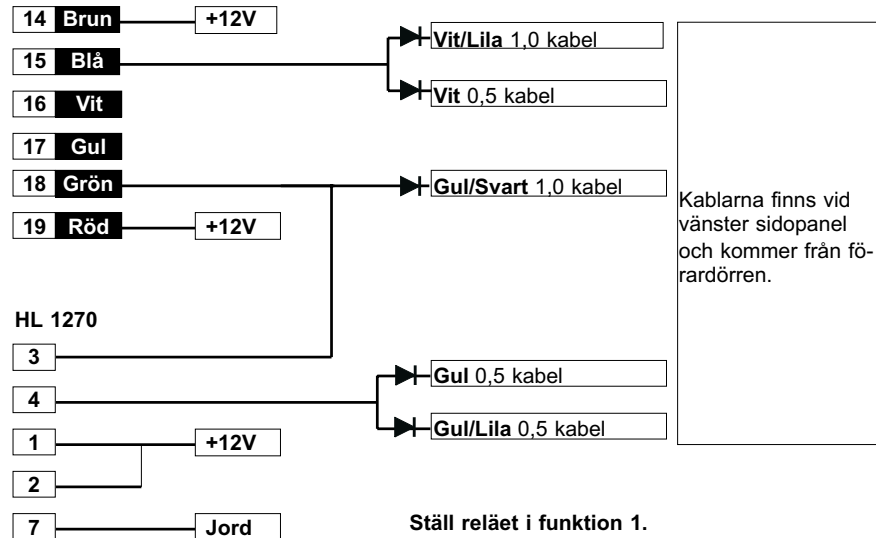 14 Brun +12V
Vit/Lila 1,0 kabel
15 Blå
Vit 0,5 kabel
16 Vit
17 Gul
18 Grön
Gul/Svart 1,0 kabel
19 Röd +12V
Kablarna finns vid
vänster sidopanel
och kommer från fö-
rardörren.
HL 1270
3
Gul 0,5 kabel
4
Gul/Lila 0,5 kabel
1 +12V
2
7 Jord
Ställ reläet i funktion 1.